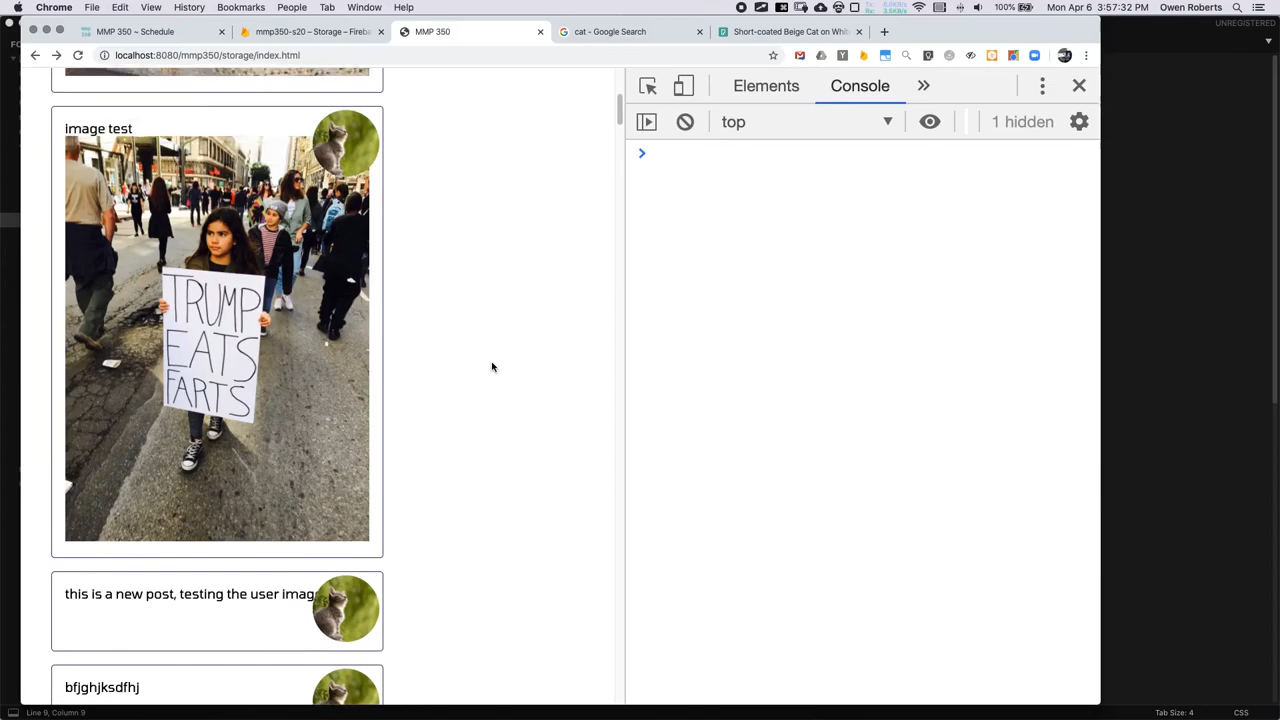 Chrome File Edit View History Bookmarks People Tab Window Help 100% Mon Apr 6 3:57:32 PM Owen Roberts
UNREGISTERED
MMP 350 ~ Schedule mmp350-s20 – Storage – Fireba MMP 350 cat - Google Search Short-coated Beige Cat on Whit
localhost:8080/mmp350/storage/index.html
Elements Console
top 1 hidden
image test
TRUMP
EATS
FARTS
this is a new post, testing the user image
bfjghjksdfhj
Line 9, Column 9 Tab Size: 4 CSS